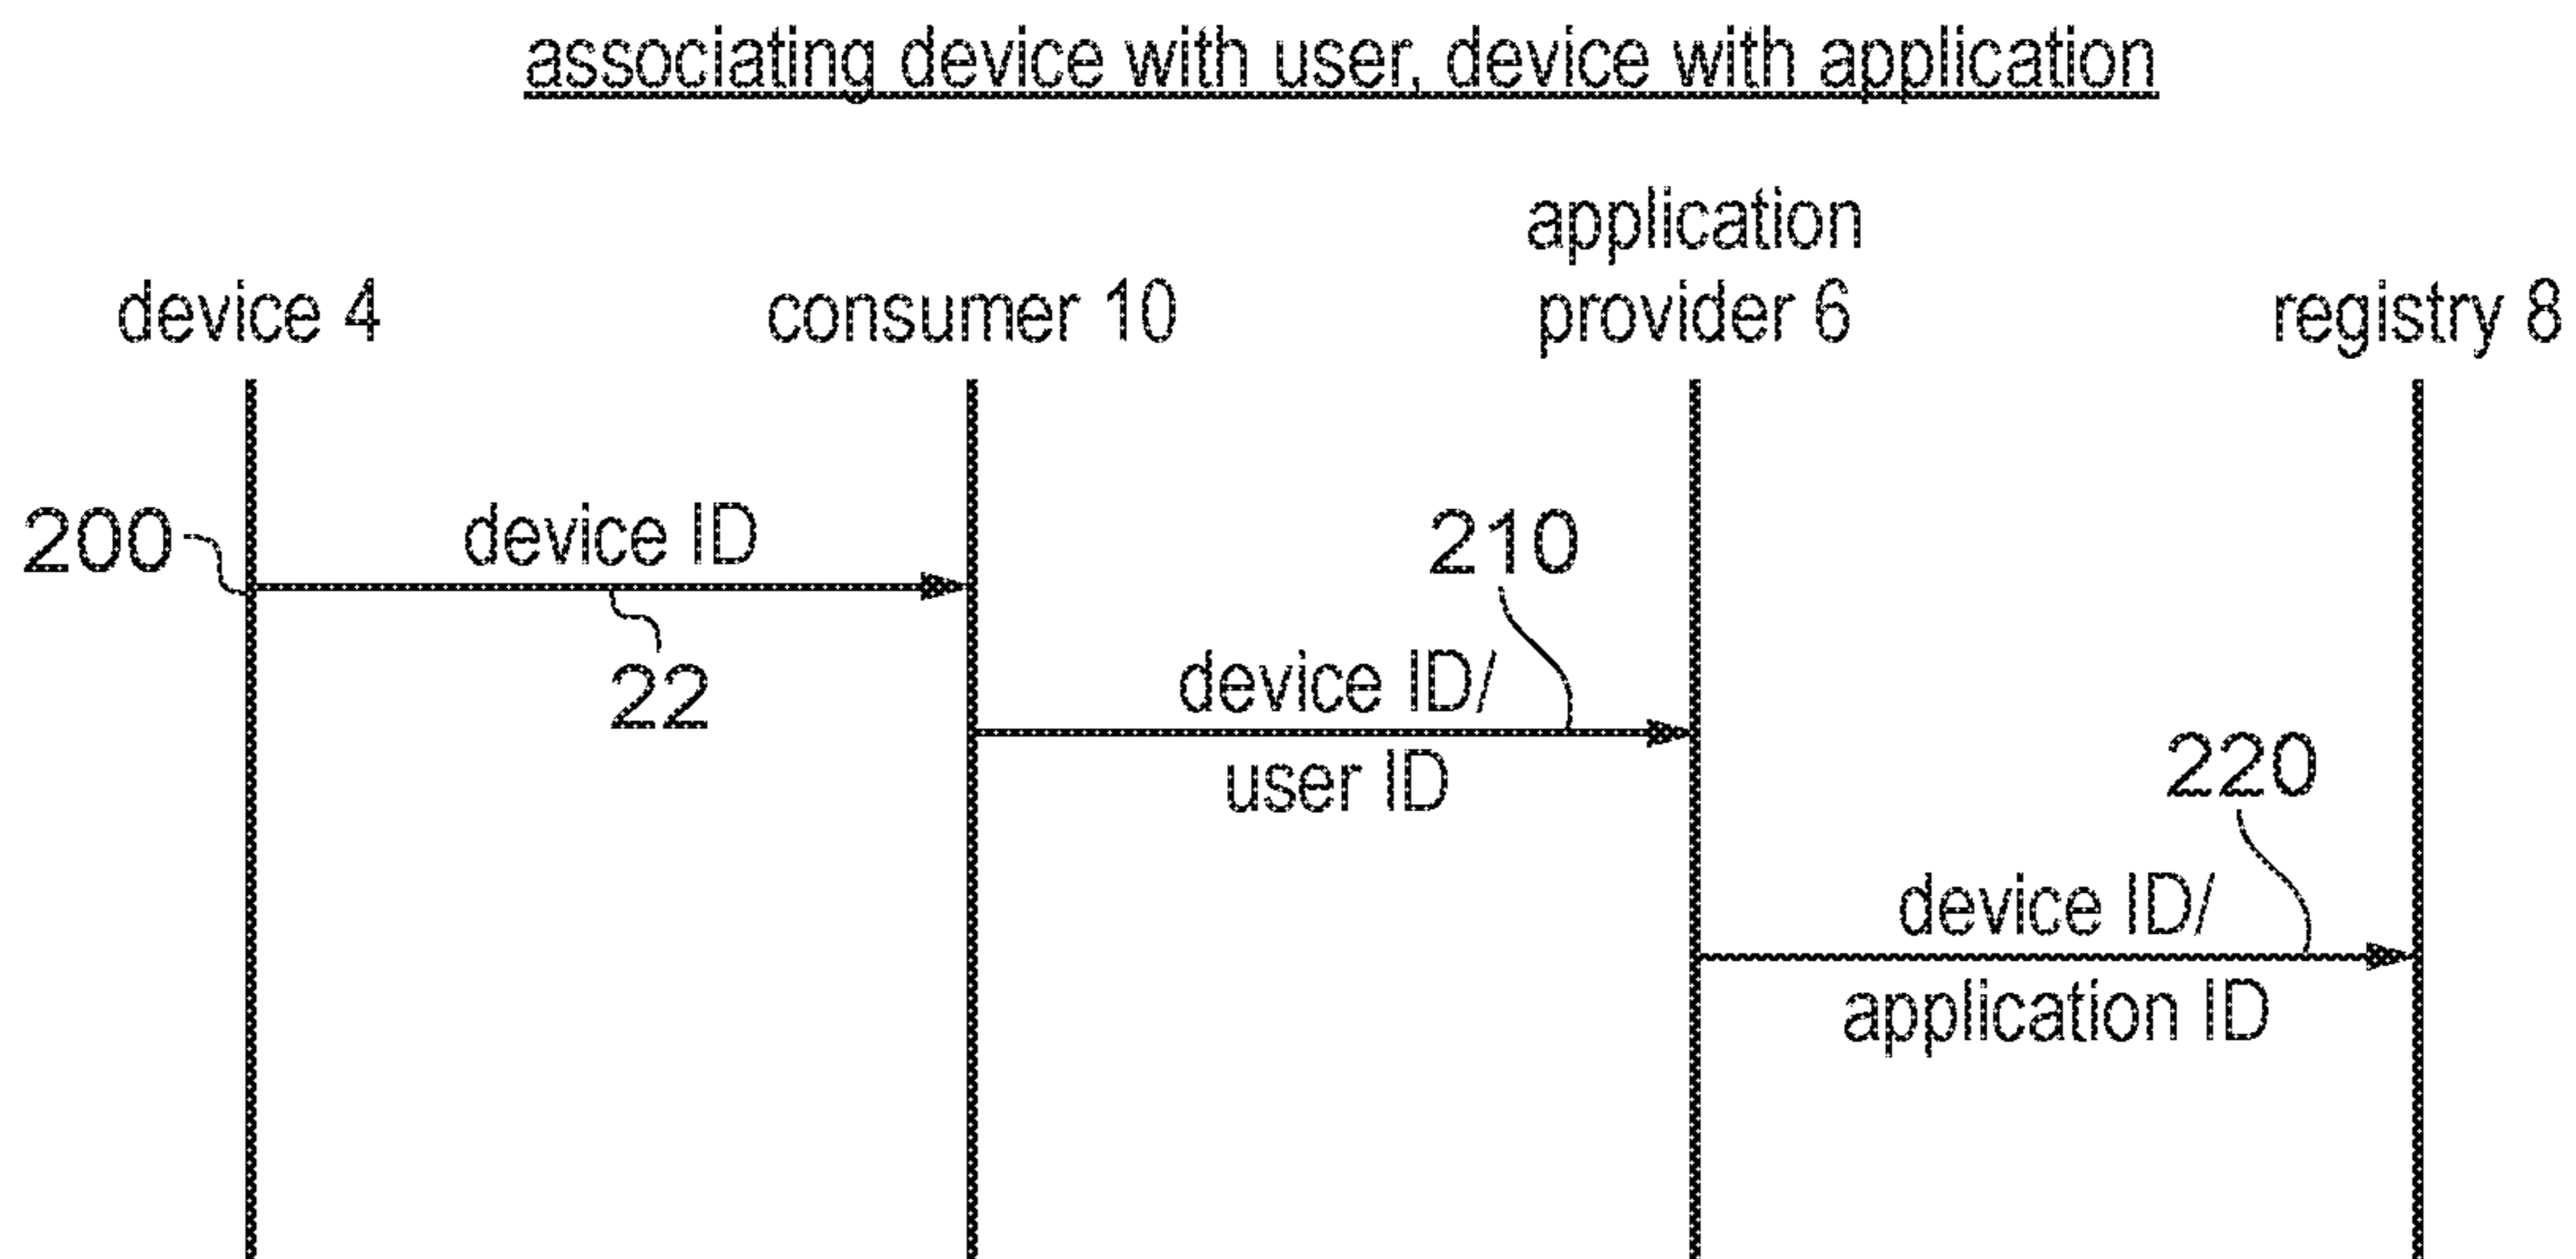 associating device with user, device with application
application
device 4 consumer 10 provider 6 registry 8
200 device ID 210
22 device ID/
user ID 220
device ID/
application ID